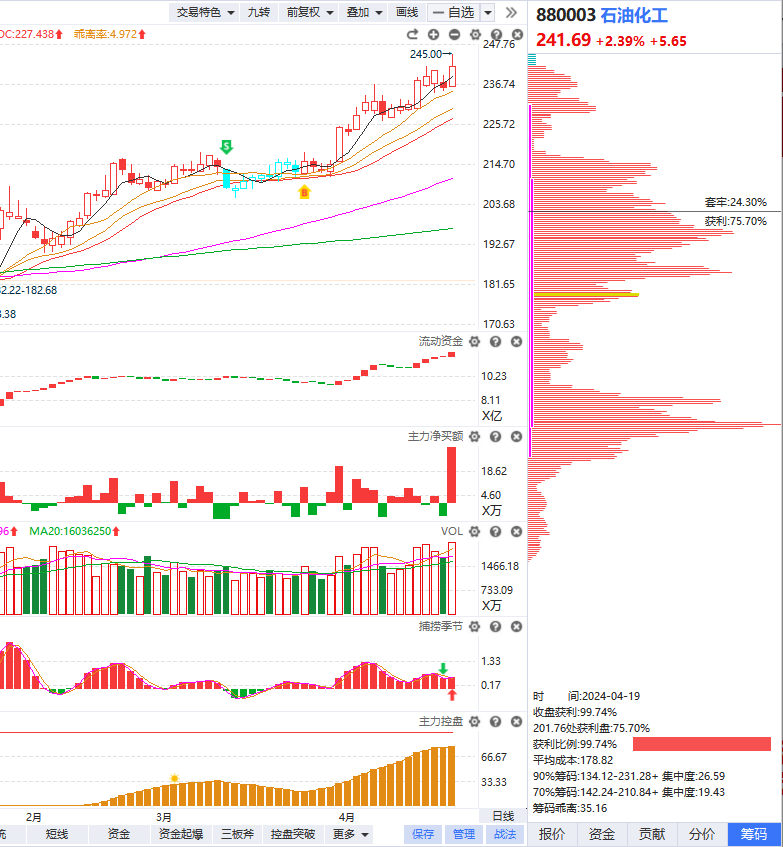 交易特色 九转 前复权 叠加 画线 自选
880003 石油化工
241.69 +2.39% +5.65
OC:227.438 乖离率:4.972
247.76
245.00
236.74
225.72
S
214.70
B
203.68
192.67
181.65
2.22-182.68
3.38
170.63
套牢:24.30%
获利:75.70%
流动资金
10.23
8.11
X亿
主力净买额
18.62
4.60
X万
96 MA20:16036250 VOL
1466.18
733.09
X万
捕捞季节
1.33
0.17
主力控盘
66.67
33.33
时 间:2024-04-19
收盘获利:99.74%
201.76处获利盘:75.70%
获利比例:99.74%
平均成本:178.82
90%筹码:134.12-231.28+ 集中度:26.59
70%筹码:142.24-210.84+ 集中度:19.43
筹码乖离:35.16
2月 3月 4月 日线
统 短线 资金 资金起爆 三板斧 控盘突破 更多 保存 管理 战法
报价 资金 贡献 分价 筹码